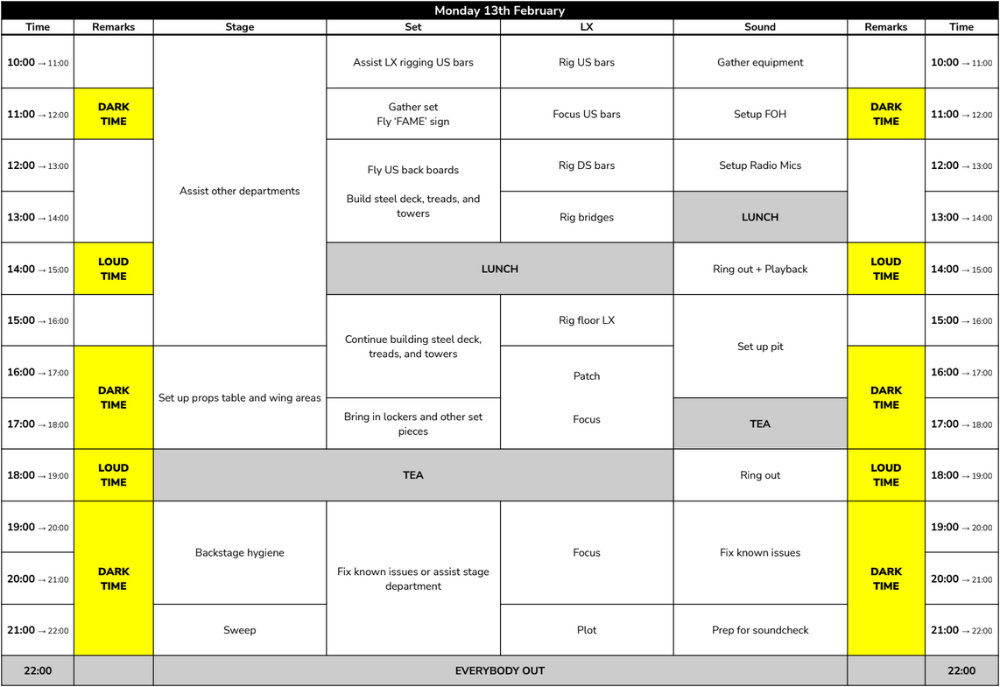 Monday 13th February
Time Remarks Stage Set LX Sound Remarks Time
10:00 → 11:00 Assist LX rigging US bars Rig US bars Gather equipment 10:00 → 11:00
11:00 → 12:00 DARK TIME Gather set Focus US bars Setup FOH DARK TIME 11:00 → 12:00
Fly ‘FAME’ sign
12:00 → 13:00 Fly US back boards Rig DS bars Setup Radio Mics 12:00 → 13:00
Assist other departments
Build steel deck, treads, and
towers
13:00 → 14:00 Rig bridges LUNCH 13:00 → 14:00
14:00 → 15:00 LOUD TIME LUNCH Ring out + Playback LOUD TIME 14:00 → 15:00
15:00 → 16:00 Rig floor LX 15:00 → 16:00
Continue building steel deck,
treads, and towers
Set up pit
16:00 → 17:00 Patch 16:00 → 17:00
DARK TIME Set up props table and wing areas DARK TIME
17:00 → 18:00 Bring in lockers and other set
pieces
Focus TEA 17:00 → 18:00
18:00 → 19:00 LOUD TIME TEA Ring out LOUD TIME 18:00 → 19:00
19:00 → 20:00 19:00 → 20:00
Backstage hygiene Focus Fix known issues
20:00 → 21:00 DARK TIME Fix known issues or assist stage
department
DARK TIME 20:00 → 21:00
21:00 → 22:00 Sweep Plot Prep for soundcheck 21:00 → 22:00
22:00 EVERYBODY OUT 22:00